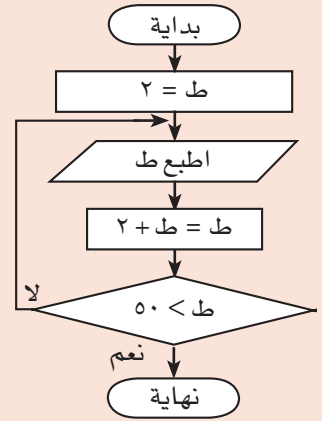 بداية
ط = ٢
اطبع ط
ط = ط + ٢
ط > ٥٠
لا
نعم
نهاية